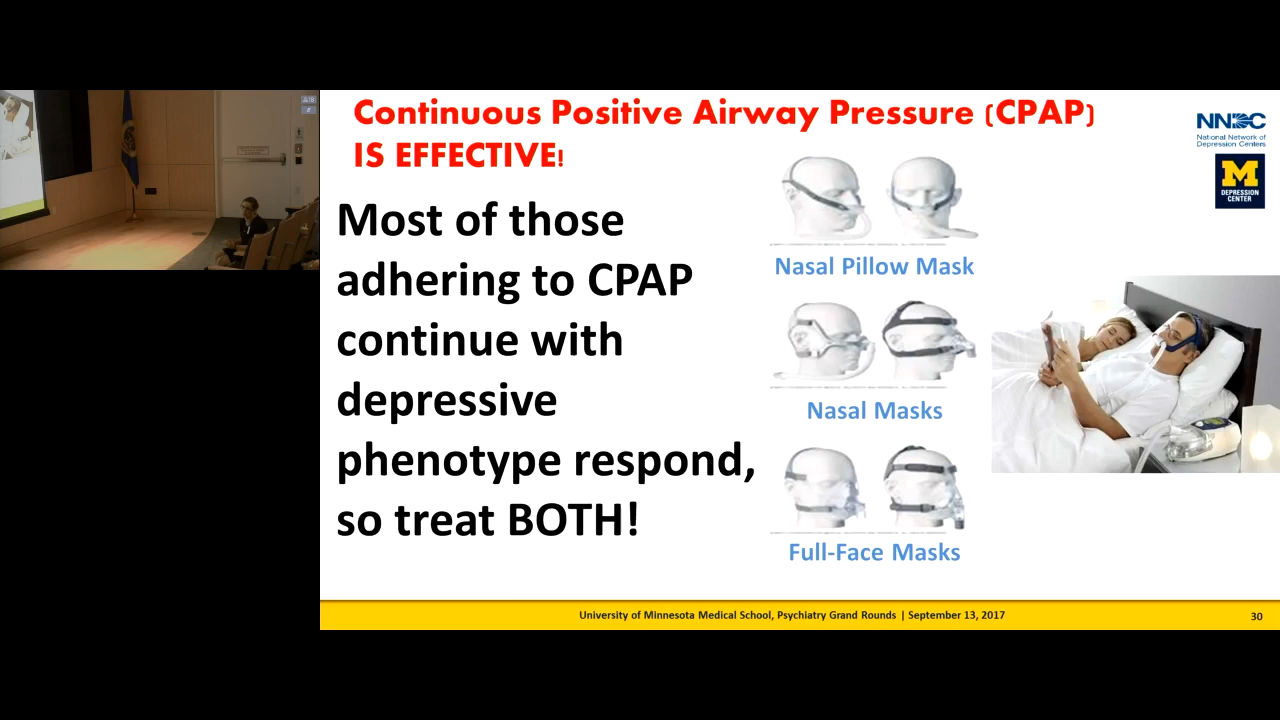 Continuous Positive Airway Pressure (CPAP)
IS EFFECTIVE!
Most of those
adhering to CPAP
continue with
depressive
phenotype respond,
so treat BOTH!
Nasal Pillow Mask
Nasal Masks
Full-Face Masks
NNDC
National Network of
Depression Centers
M
DEPRESSION
CENTER
University of Minnesota Medical School, Psychiatry Grand Rounds | September 13, 2017
30